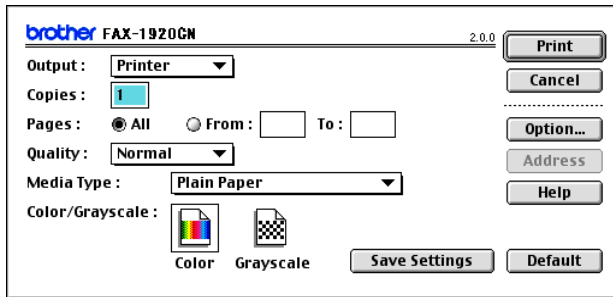 brother FAX-1920CN 2.0.0
Print
Output : Printer
Cancel
Copies : 1
Pages : All From : To :
Option...
Quality : Normal
Address
Media Type : Plain Paper
Help
Color/Grayscale :
Color Grayscale
Save Settings Default